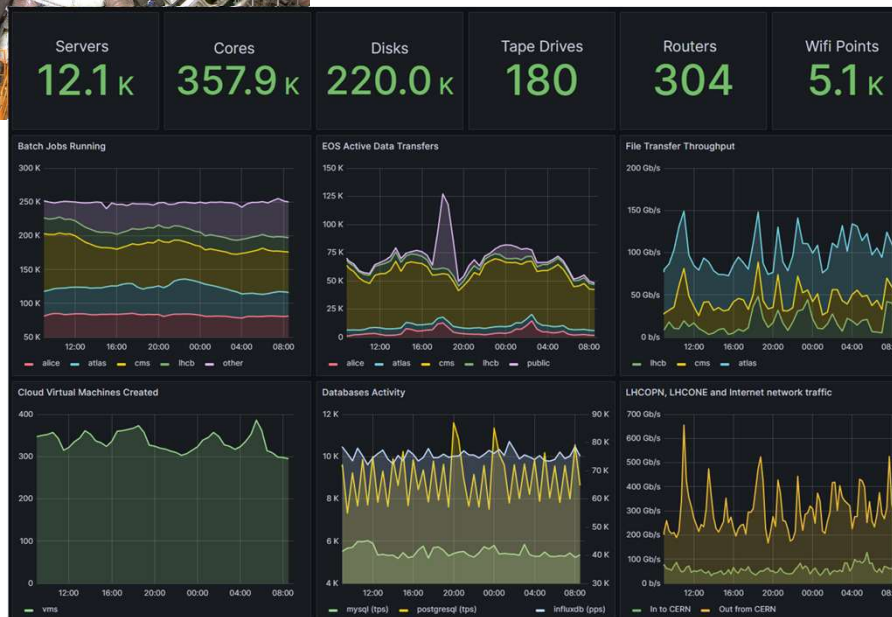 Servers
12.1 K
Cores
357.9 K
Disks
220.0 K
Tape Drives
180
Routers
304
Wifi Points
5.1 K
Batch Jobs Running
300 K
250 K
200 K
150 K
100 K
50 K
12:00 16:00 20:00 00:00 04:00 08:00
alice atlas cms lhcb other
EOS Active Data Transfers
150 K
125 K
100 K
75 K
50 K
25 K
0
12:00 16:00 20:00 00:00 04:00 08:00
alice atlas cms lhcb public
File Transfer Throughput
200 Gb/s
150 Gb/s
100 Gb/s
50 Gb/s
0 b/s
12:00 16:00 20:00 00:00 04:00 08:
lhcb cms atlas
Cloud Virtual Machines Created
400
300
200
100
0
12:00 16:00 20:00 00:00 04:00 08:00
vms
Databases Activity
12 K 90 K
80 K
10 K
70 K
8 K 60 K
50 K
6 K
40 K
4 K 30 K
12:00 16:00 20:00 00:00 04:00 08:00
mysql (tps) postgresql (tps) influxdb (pps)
LHCOPN, LHCONE and Internet network traffic
700 Gb/s
600 Gb/s
500 Gb/s
400 Gb/s
300 Gb/s
200 Gb/s
100 Gb/s
0 b/s
12:00 16:00 20:00 00:00 04:00 08:
In to CERN Out from CERN